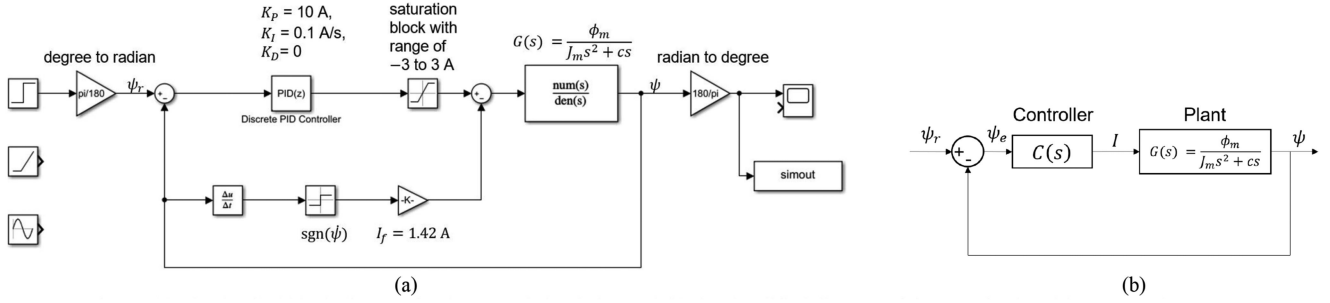 K_P = 10 A,
K_I = 0.1 A/s,
K_D = 0
saturation
block with
range of
−3 to 3 A
G(s) = ϕ_m / (J_m s² + cs)
degree to radian
radian to degree
pi/180
ψ_r
+-
PID(z)
Discrete PID Controller
+-
num(s)
den(s)
ψ
180/pi
simout
Δu
Δt
-K-
sgn(ψ̇)
I_f = 1.42 A
(a)
Controller
Plant
ψ_r
+-
ψ_e
C(s)
I
G(s) = ϕ_m / (J_m s² + cs)
ψ
(b)